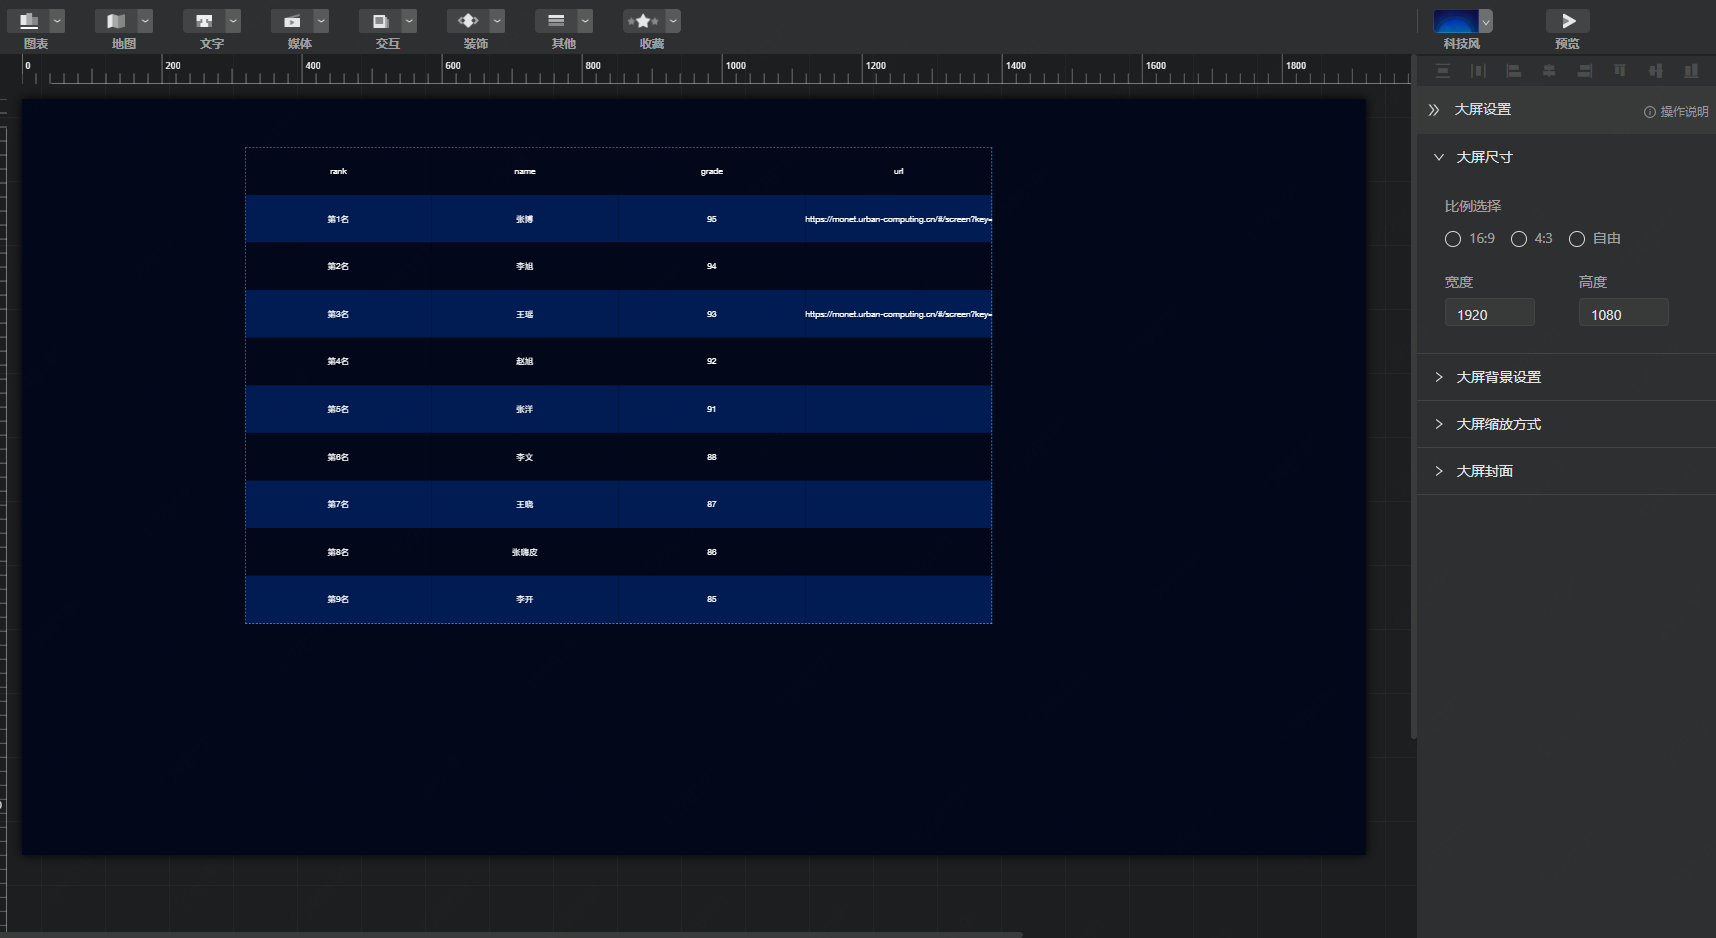 图表 地图 文字 媒体 交互 装饰 其他 收藏 科技风 预览
0 200 400 600 800 1000 1200 1400 1600 1800
大屏设置 操作说明
大屏尺寸
比例选择
16:9 4:3 自由
宽度 高度
1920 1080
大屏背景设置
大屏缩放方式
大屏封面
rank name grade url
第1名 张博 95 https://monet.urban-computing.cn/#/screen?key=
第2名 李旭 94
第3名 王瑶 93 https://monet.urban-computing.cn/#/screen?key=
第4名 赵旭 92
第5名 张洋 91
第6名 李文 88
第7名 王晓 87
第8名 张嗨皮 86
第9名 李开 85